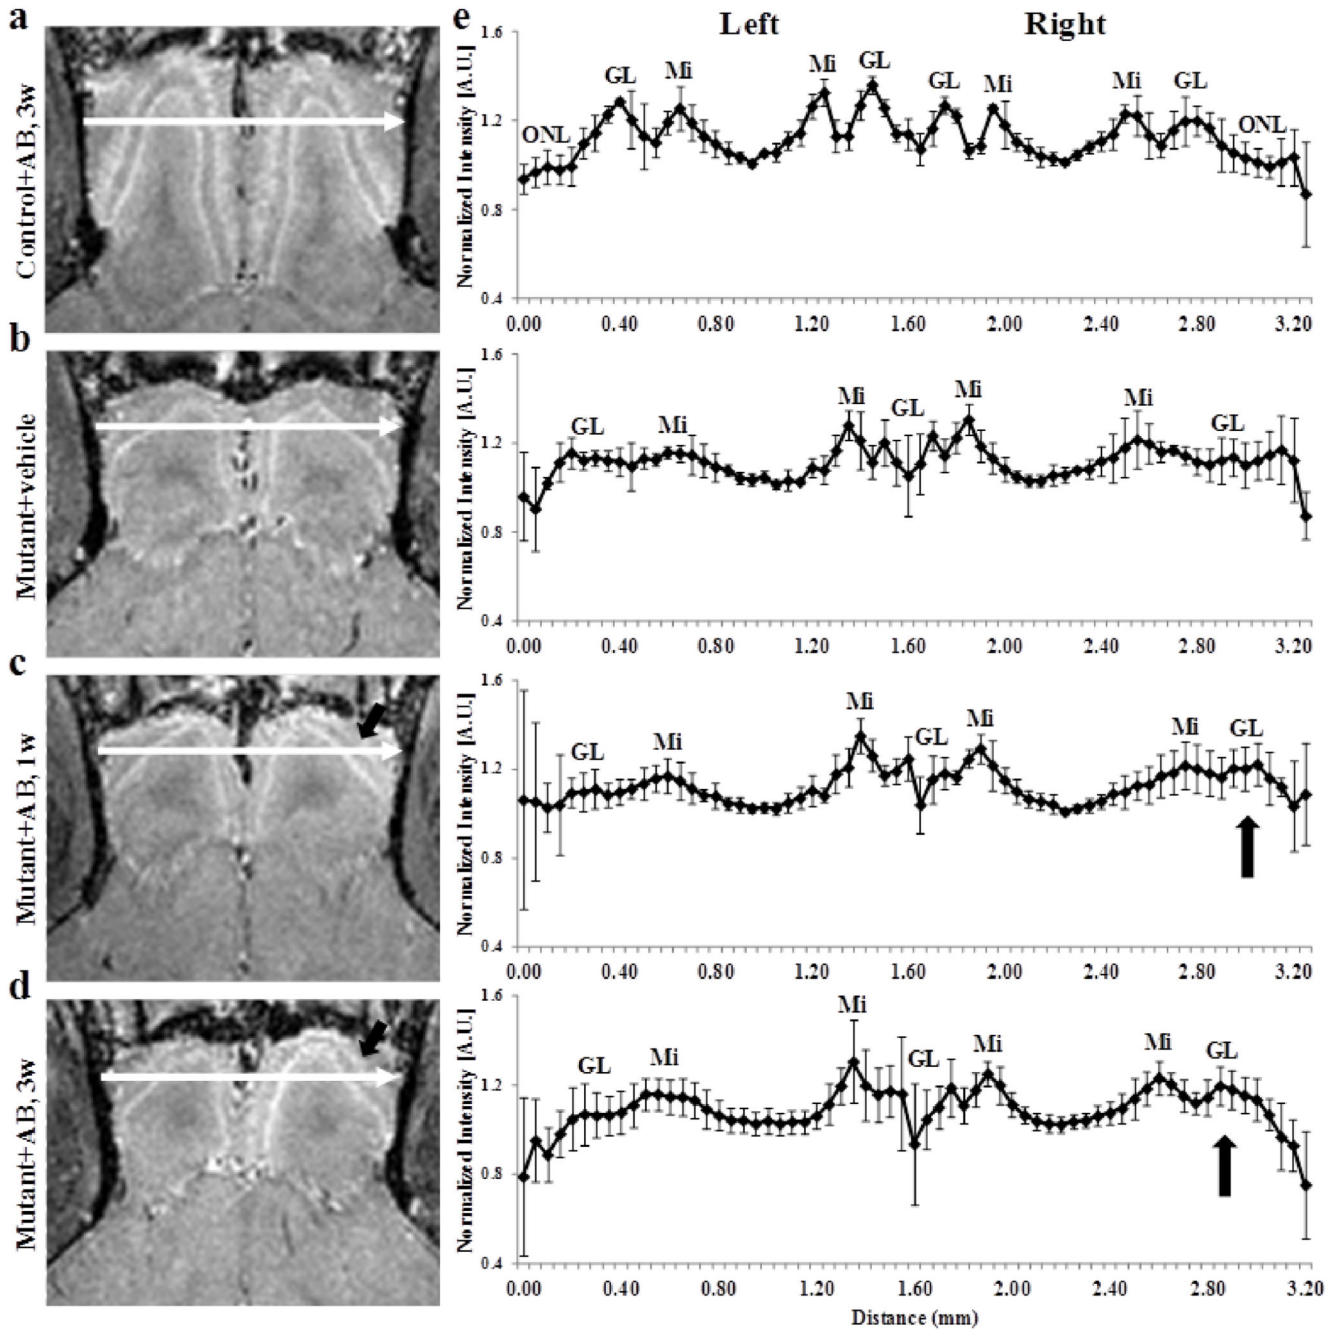 a
Control+AB, 3w
b
Mutant+vehicle
c
Mutant+AB, 1w
d
Mutant+AB, 3w
e
Left Right
Normalized Intensity [A.U.]
1.6
1.2
0.8
0.4
ONL GL Mi Mi GL GL Mi Mi GL ONL
0.00 0.40 0.80 1.20 1.60 2.00 2.40 2.80 3.20
Normalized Intensity [A.U.]
1.6
1.2
0.8
0.4
GL Mi Mi GL Mi Mi GL
0.00 0.40 0.80 1.20 1.60 2.00 2.40 2.80 3.20
Normalized Intensity [A.U.]
1.6
1.2
0.8
0.4
GL Mi Mi GL Mi Mi GL
0.00 0.40 0.80 1.20 1.60 2.00 2.40 2.80 3.20
Normalized Intensity [A.U.]
1.6
1.2
0.8
0.4
GL Mi Mi GL Mi Mi GL
0.00 0.40 0.80 1.20 1.60 2.00 2.40 2.80 3.20
Distance (mm)